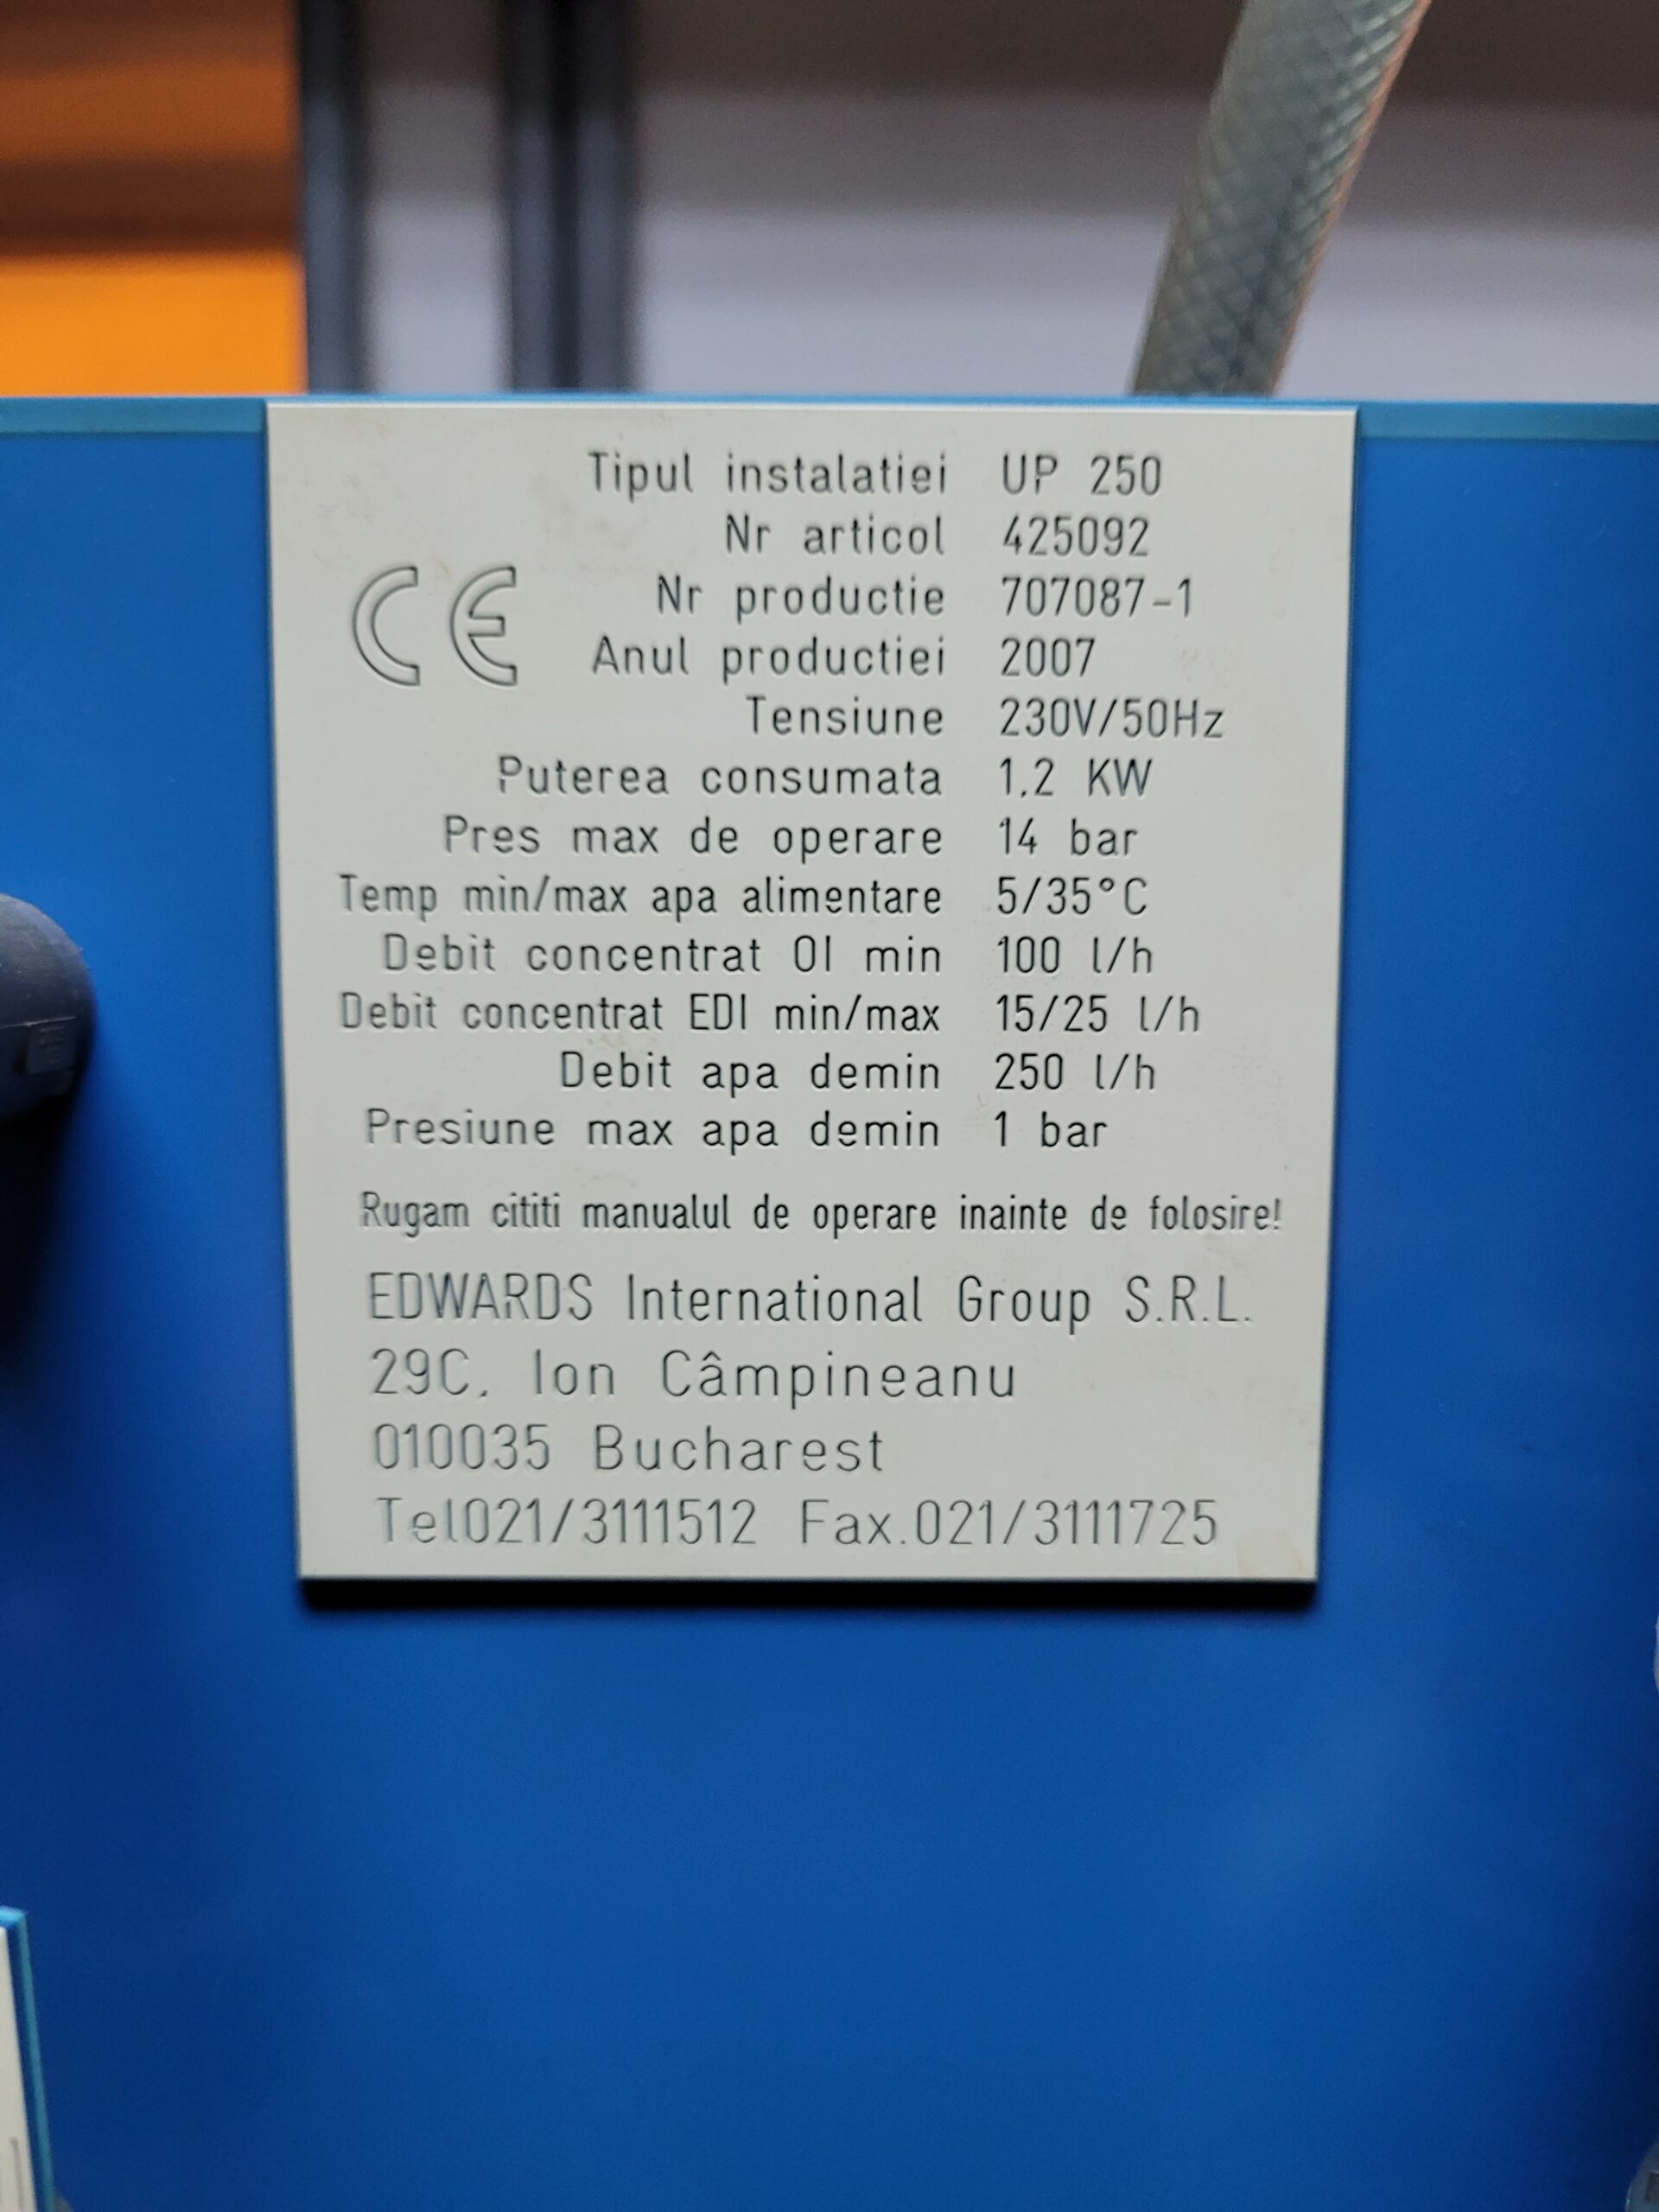 Tipul instalatiei UP 250
Nr articol 425092
CE
Nr productie 707087-1
Anul productiei 2007
Tensiune 230V/50Hz
Puterea consumata 1.2 KW
Pres max de operare 14 bar
Temp min/max apa alimentare 5/35°C
Debit concentrat OI min 100 l/h
Debit concentrat EDI min/max 15/25 l/h
Debit apa demin 250 l/h
Presiune max apa demin 1 bar
Rugam cititi manualul de operare inainte de folosire!
EDWARDS International Group S.R.L.
29C. Ion Câmpineanu
010035 Bucharest
Tel021/3111512 Fax.021/3111725